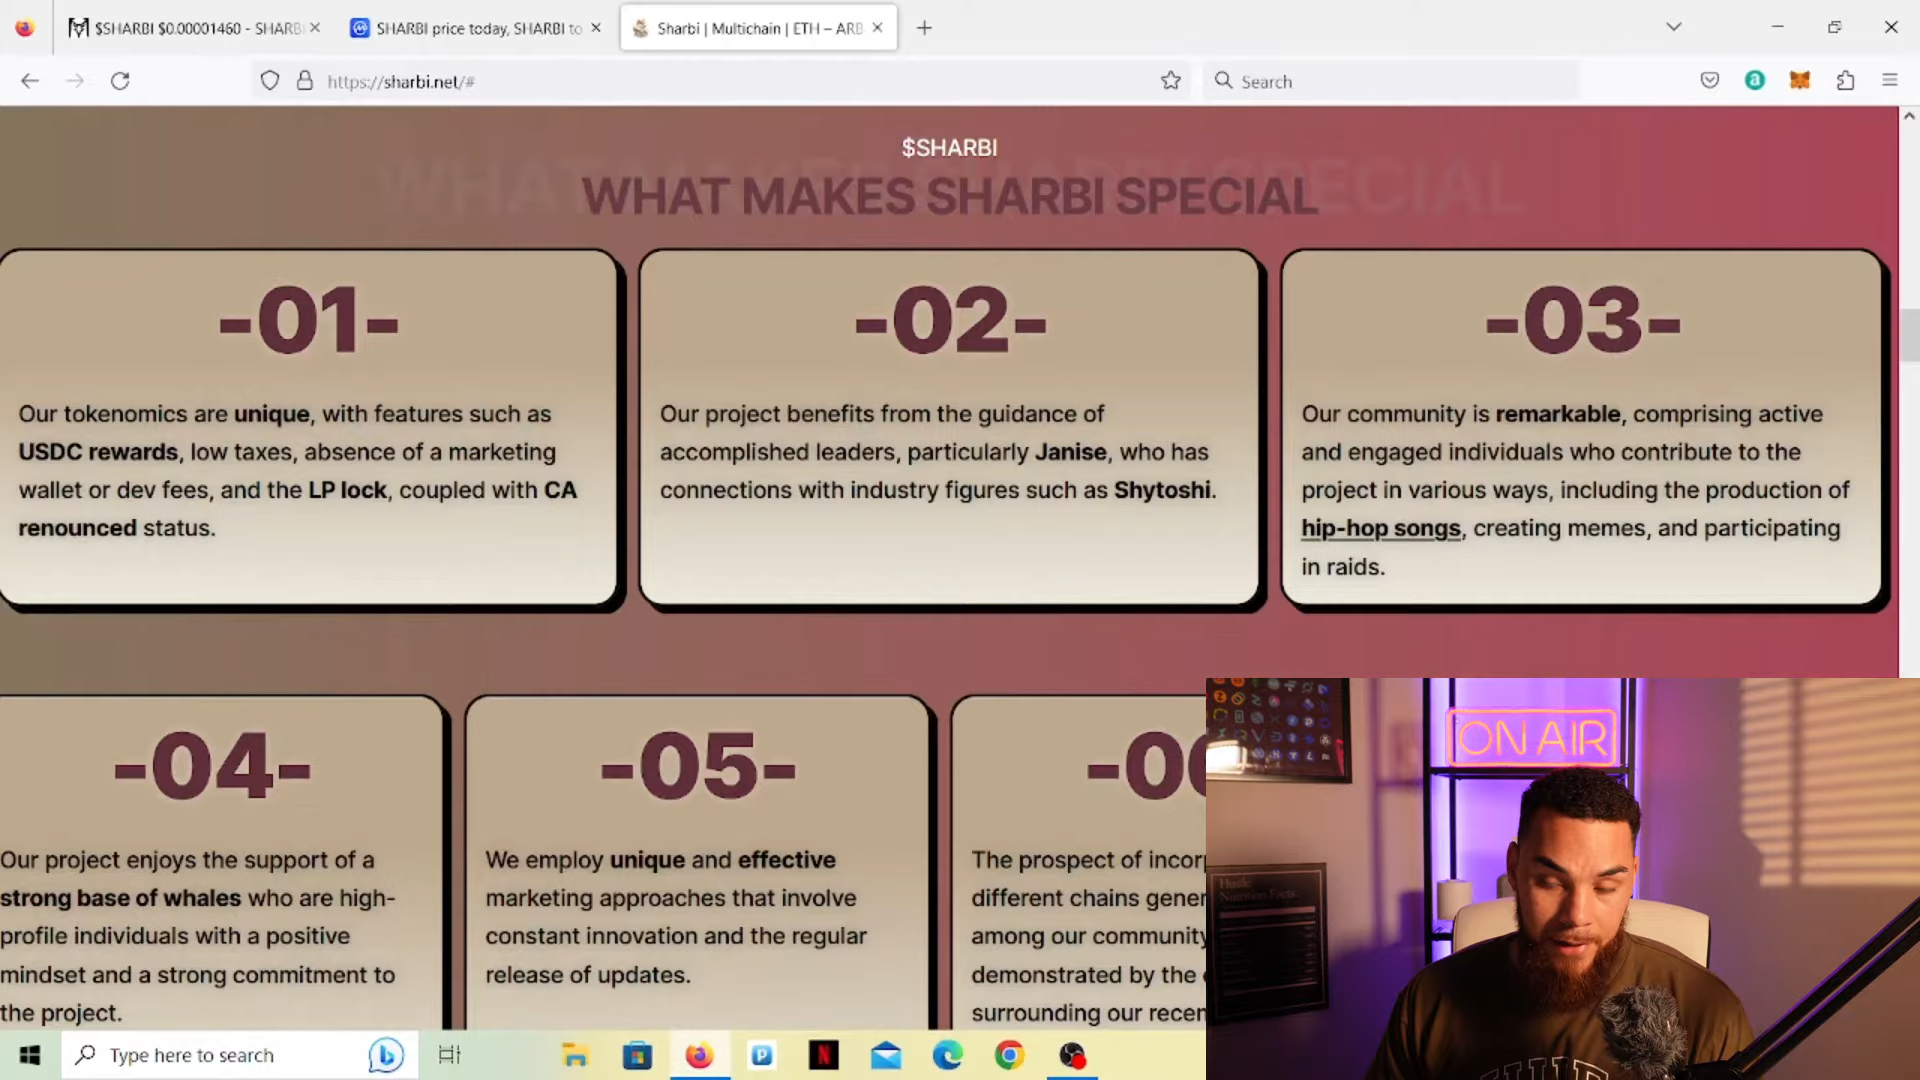 $SHARBI $0.00001460 - SHARBI
SHARBI price today, SHARBI to
Sharbi | Multichain | ETH – ARB
https://sharbi.net/#
Search
$SHARBI
WHAT MAKES SHARBI SPECIAL
-01-
Our tokenomics are unique, with features such as
USDC rewards, low taxes, absence of a marketing
wallet or dev fees, and the LP lock, coupled with CA
renounced status.
-02-
Our project benefits from the guidance of
accomplished leaders, particularly Janise, who has
connections with industry figures such as Shytoshi.
-03-
Our community is remarkable, comprising active
and engaged individuals who contribute to the
project in various ways, including the production of
hip-hop songs, creating memes, and participating
in raids.
-04-
Our project enjoys the support of a
strong base of whales who are high-
profile individuals with a positive
mindset and a strong commitment to
the project.
-05-
We employ unique and effective
marketing approaches that involve
constant innovation and the regular
release of updates.
The prospect of
different chains
among our community
demonstrated by the
surrounding our
ON AIR
Hustle
Nutrition Facts
Type here to search